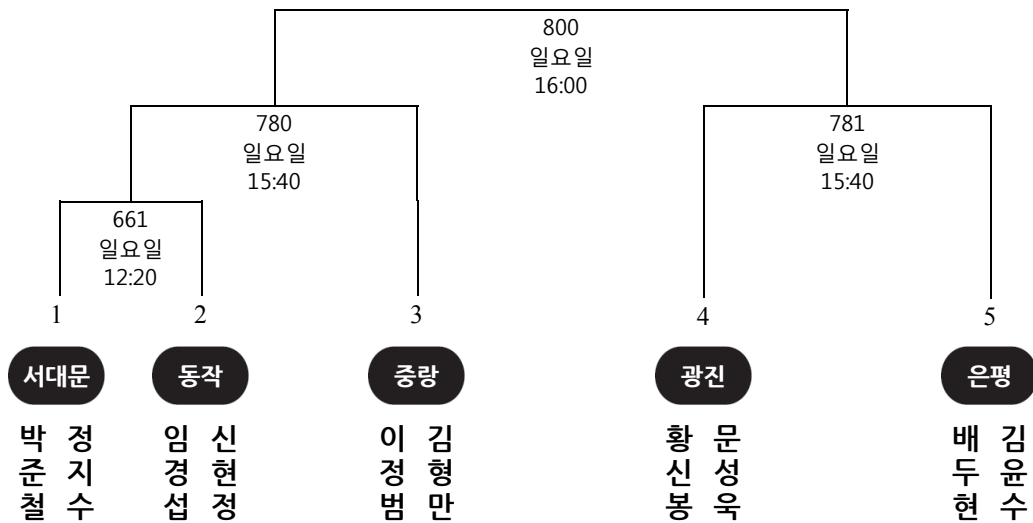 800
일요일
16:00
780
일요일
15:40
781
일요일
15:40
661
일요일
12:20
1 2 3 4 5
서대문 동작 중랑 광진 은평
박준철 정지수 임경섭 신현정 이정범 김형만 황신봉 문성욱 배두현 김윤수